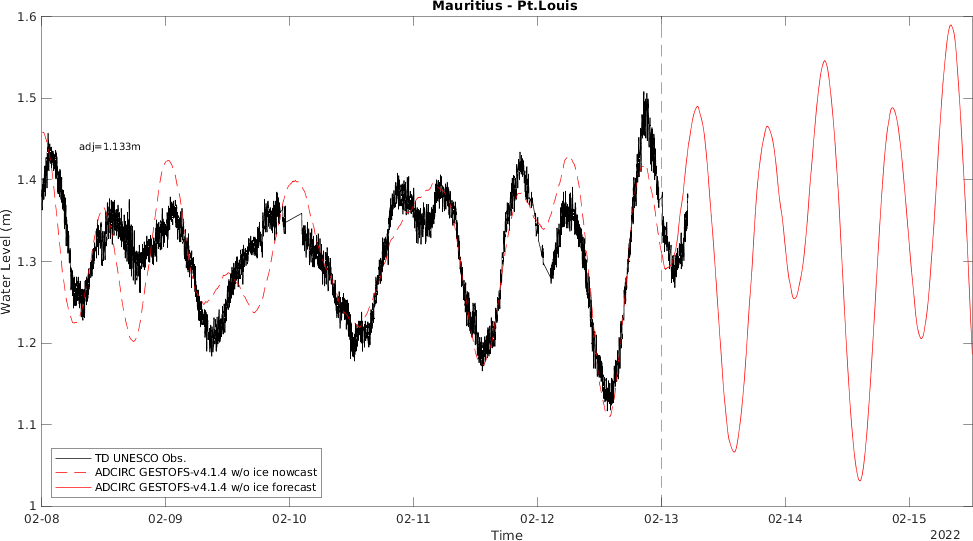 Mauritius - Pt.Louis
1.6
1.5
1.4
1.3
1.2
1.1
1
Water Level (m)
adj=1.133m
TD UNESCO Obs.
ADCIRC GESTOFS-v4.1.4 w/o ice nowcast
ADCIRC GESTOFS-v4.1.4 w/o ice forecast
02-08 02-09 02-10 02-11 02-12 02-13 02-14 02-15
Time
2022